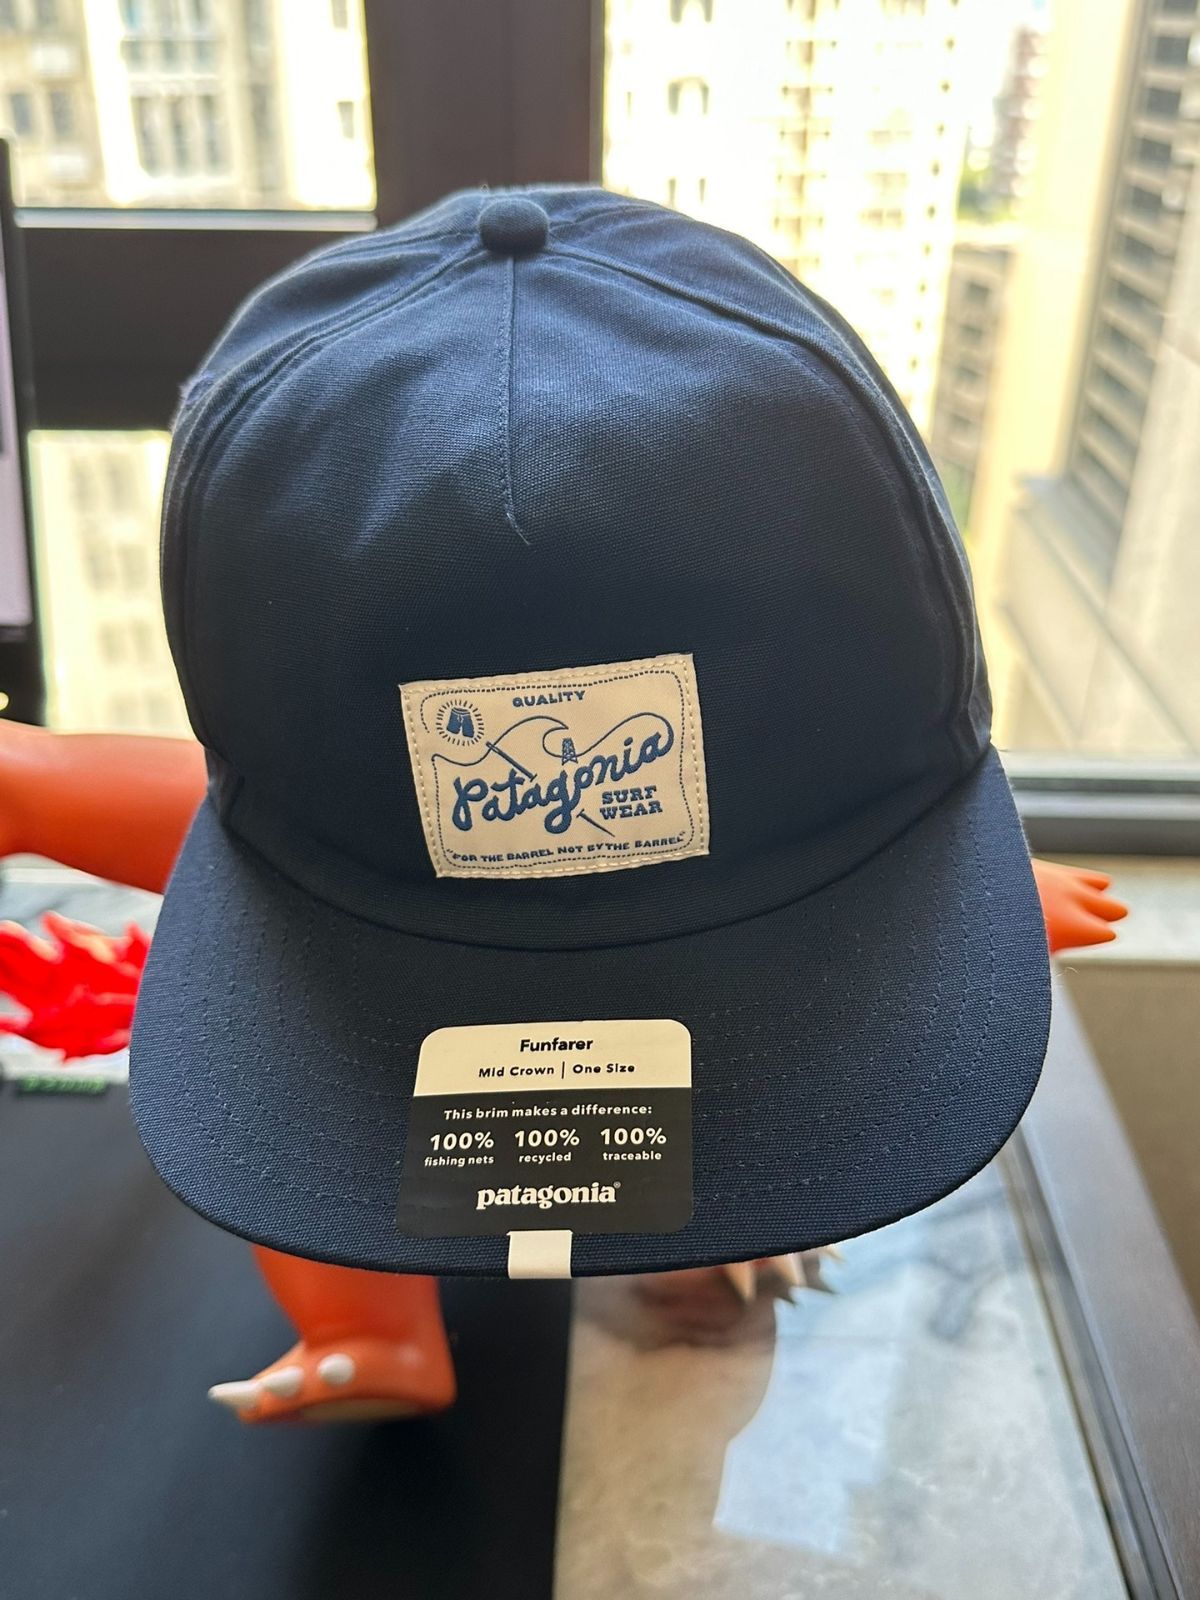 QUALITY
Patagonia
SURF
WEAR
"FOR THE BARREL NOT BY THE BARREL"
Funfarer
Mid Crown | One Size
This brim makes a difference:
100% 100% 100%
fishing nets recycled traceable
patagonia®